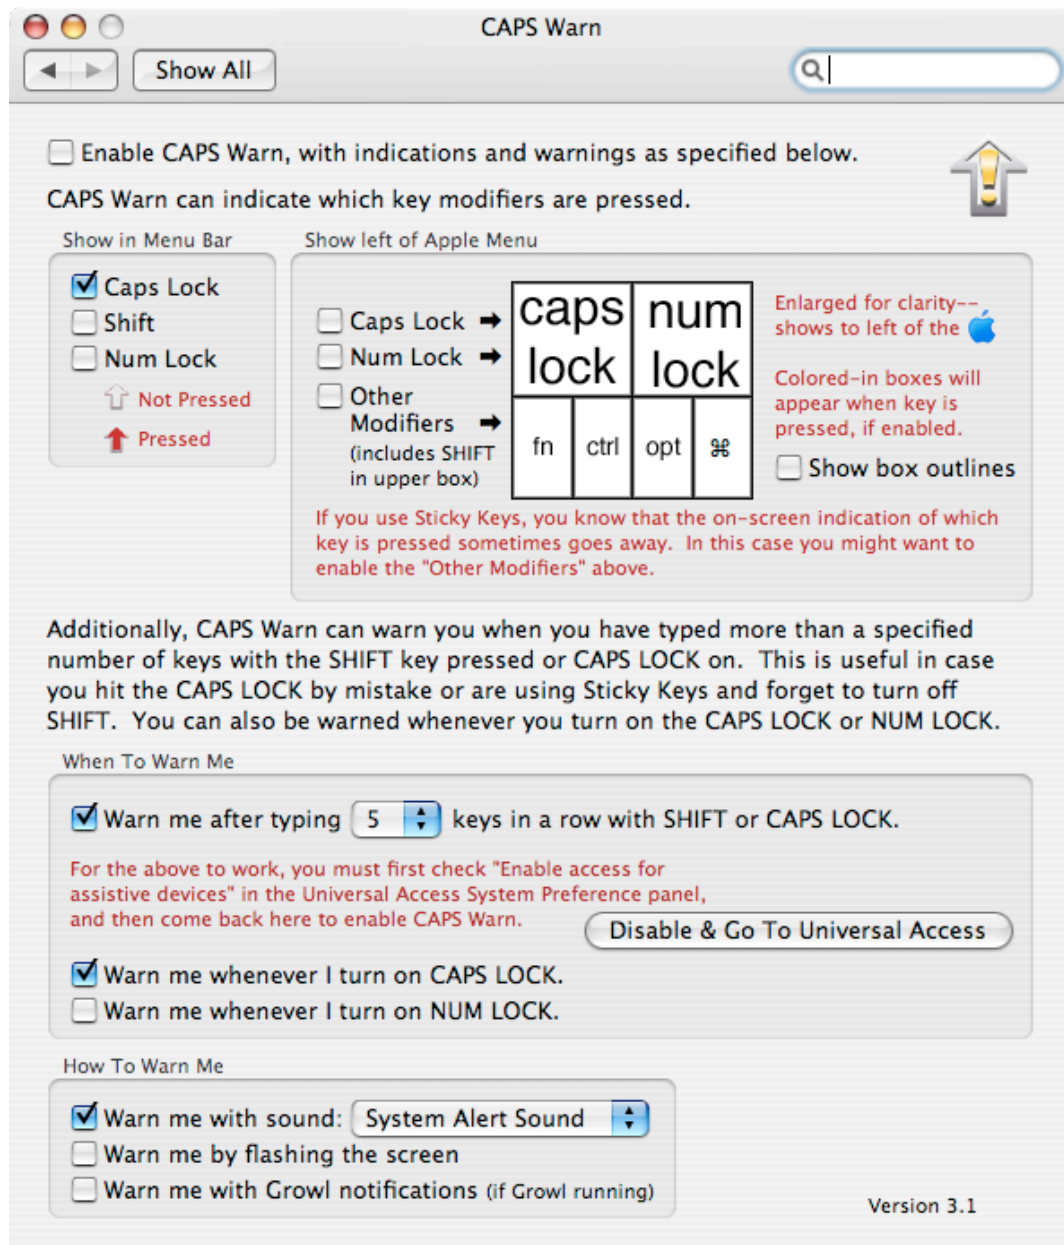 CAPS Warn
Show All
Enable CAPS Warn, with indications and warnings as specified below.
CAPS Warn can indicate which key modifiers are pressed.
Show in Menu Bar
Caps Lock
Shift
Num Lock
Not Pressed
Pressed
Show left of Apple Menu
Caps Lock ➡
Num Lock ➡
Other
Modifiers ➡
(includes SHIFT
in upper box)
caps
lock
num
lock
fn
ctrl
opt
⌘
Enlarged for clarity--
shows to left of the
Colored-in boxes will
appear when key is
pressed, if enabled.
Show box outlines
If you use Sticky Keys, you know that the on-screen indication of which
key is pressed sometimes goes away. In this case you might want to
enable the "Other Modifiers" above.
Additionally, CAPS Warn can warn you when you have typed more than a specified
number of keys with the SHIFT key pressed or CAPS LOCK on. This is useful in case
you hit the CAPS LOCK by mistake or are using Sticky Keys and forget to turn off
SHIFT. You can also be warned whenever you turn on the CAPS LOCK or NUM LOCK.
When To Warn Me
Warn me after typing 5 keys in a row with SHIFT or CAPS LOCK.
For the above to work, you must first check "Enable access for
assistive devices" in the Universal Access System Preference panel,
and then come back here to enable CAPS Warn.
Disable & Go To Universal Access
Warn me whenever I turn on CAPS LOCK.
Warn me whenever I turn on NUM LOCK.
How To Warn Me
Warn me with sound: System Alert Sound
Warn me by flashing the screen
Warn me with Growl notifications (if Growl running)
Version 3.1